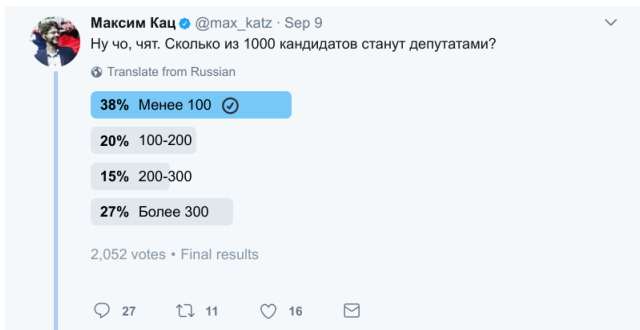 Максим Кац @max_katz · Sep 9
Ну чо, чят. Сколько из 1000 кандидатов станут депутатами?
Translate from Russian
38% Менее 100
20% 100-200
15% 200-300
27% Более 300
2,052 votes • Final results
27 11 16